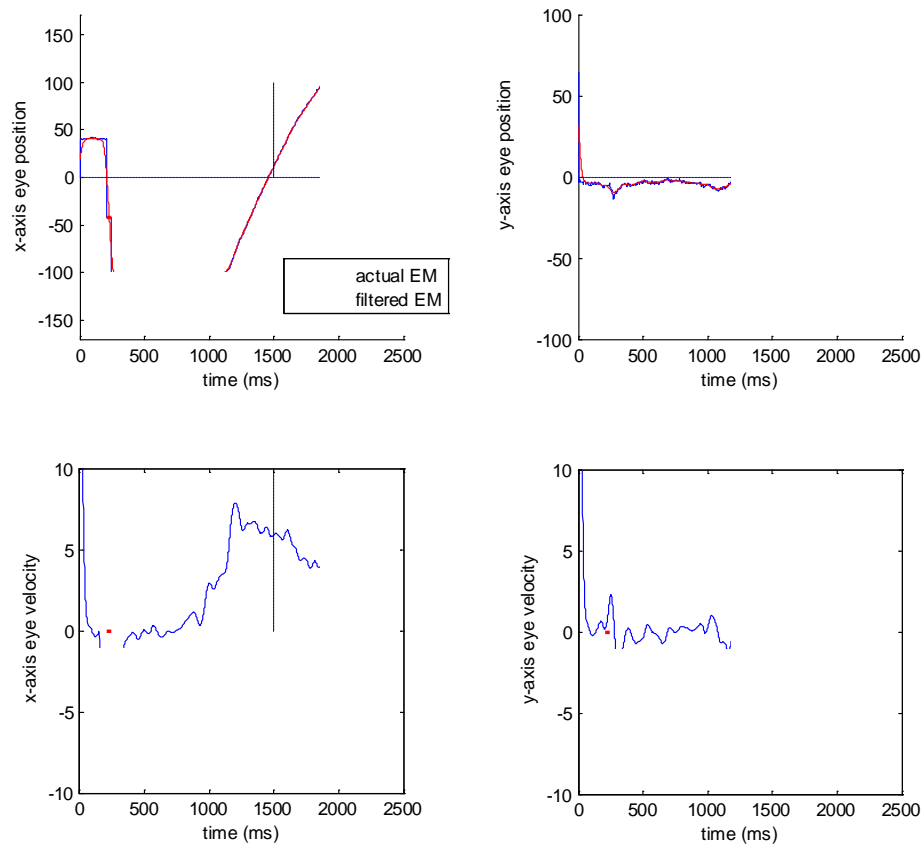 150
100
50
0
-50
-100
-150
x-axis eye position
actual EM
filtered EM
0 500 1000 1500 2000 2500
time (ms)
100
50
0
-50
-100
y-axis eye position
0 500 1000 1500 2000 2500
time (ms)
10
5
0
-5
-10
x-axis eye velocity
0 500 1000 1500 2000 2500
time (ms)
10
5
0
-5
-10
y-axis eye velocity
0 500 1000 1500 2000 2500
time (ms)